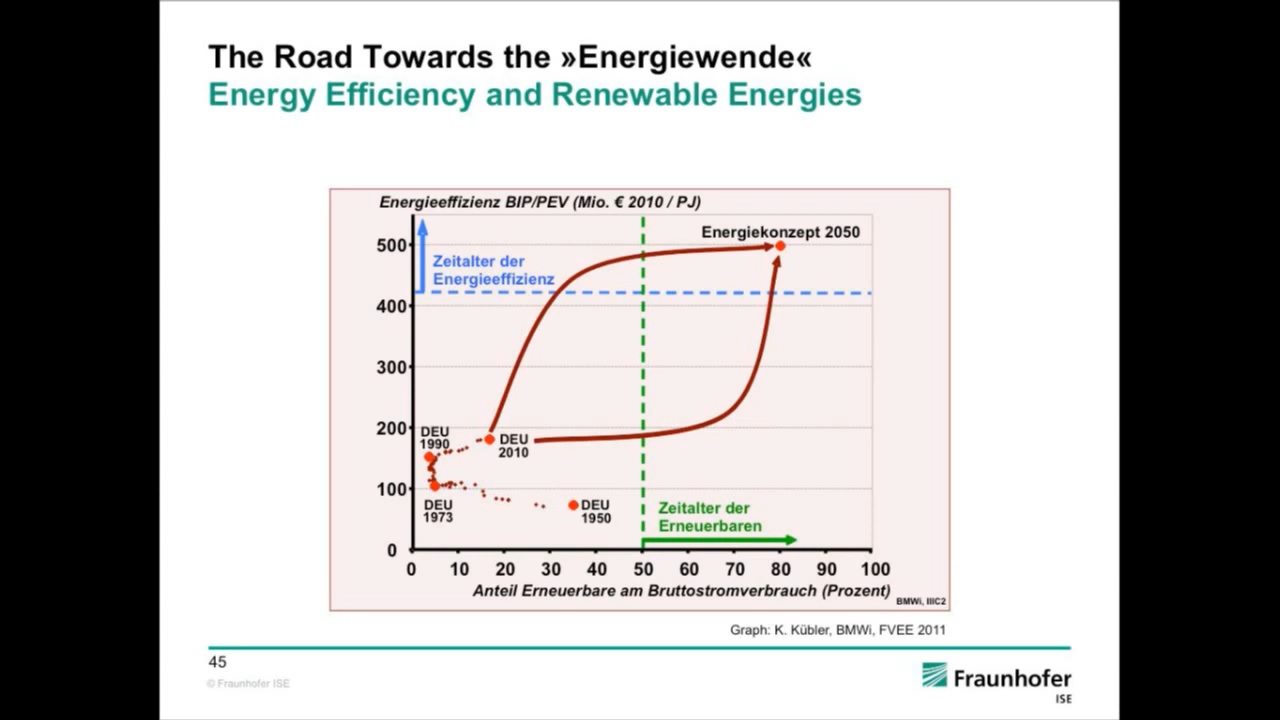 The Road Towards the »Energiewende«
Energy Efficiency and Renewable Energies
Energieeffizienz BIP/PEV (Mio. € 2010 / PJ)
Energiekonzept 2050
500
Zeitalter der
Energieeffizienz
400
300
200
DEU
1990
DEU
2010
100
DEU
1973
DEU
1950
Zeitalter der
Erneuerbaren
0
0 10 20 30 40 50 60 70 80 90 100
Anteil Erneuerbare am Bruttostromverbrauch (Prozent)
BMWi, IIIC2
Graph: K. Kübler, BMWi, FVEE 2011
45
© Fraunhofer ISE
Fraunhofer
ISE